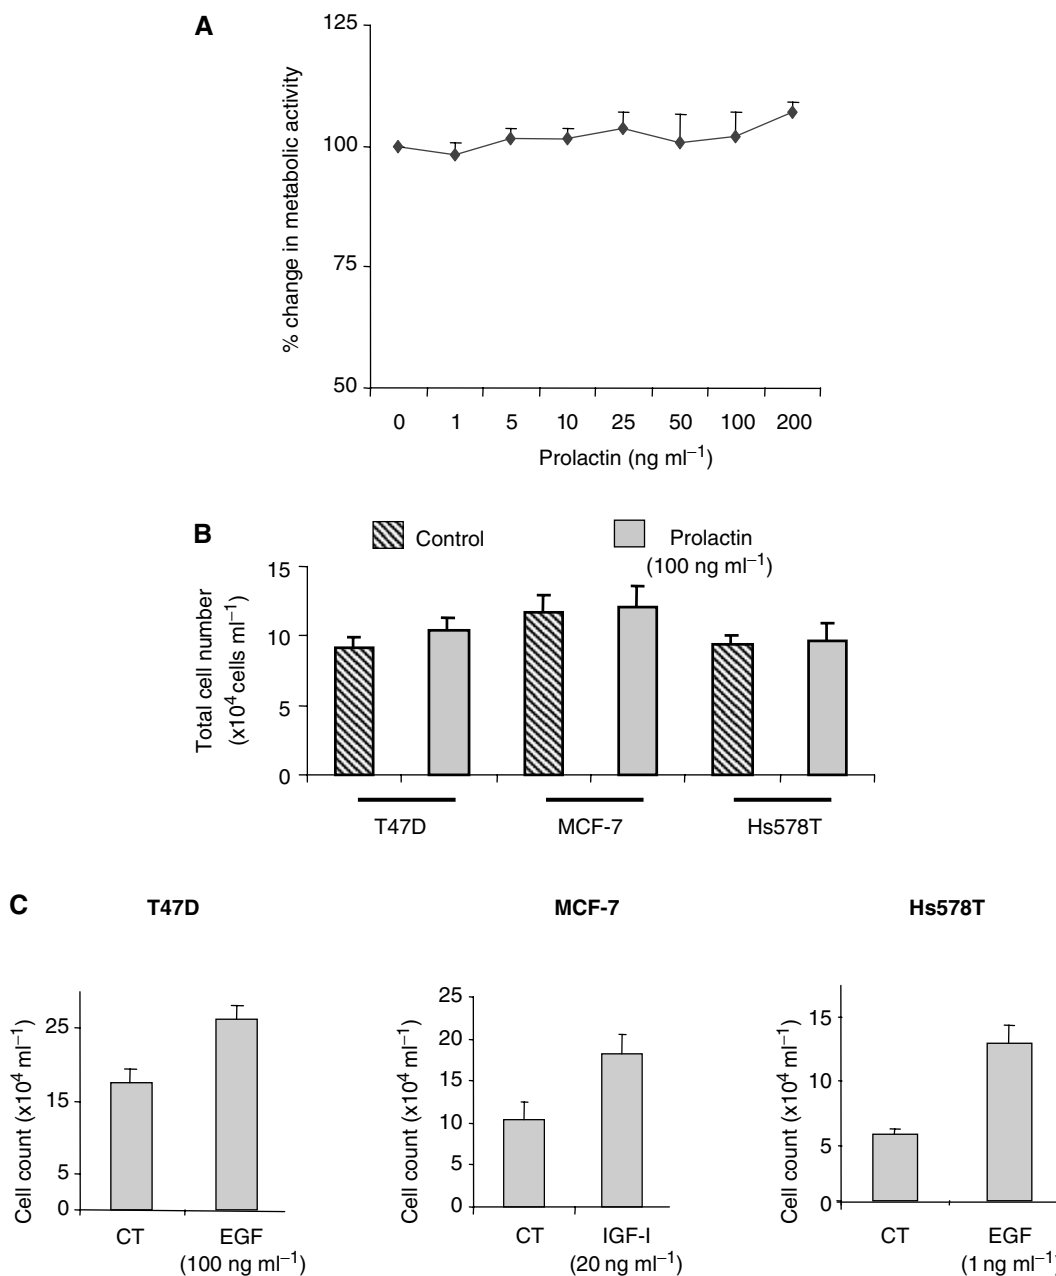 A
125
100
75
50
% change in metabolic activity
0 1 5 10 25 50 100 200
Prolactin (ng ml⁻¹)
B
Control
Prolactin
(100 ng ml⁻¹)
15
10
5
0
Total cell number
(x10⁴ cells ml⁻¹)
T47D MCF-7 Hs578T
C
T47D
25
15
5
0
Cell count (x10⁴ ml⁻¹)
CT EGF
(100 ng ml⁻¹)
MCF-7
25
20
15
10
5
0
Cell count (x10⁴ ml⁻¹)
CT IGF-I
(20 ng ml⁻¹)
Hs578T
15
10
5
0
Cell count (x10⁴ ml⁻¹)
CT EGF
(1 ng ml⁻¹)